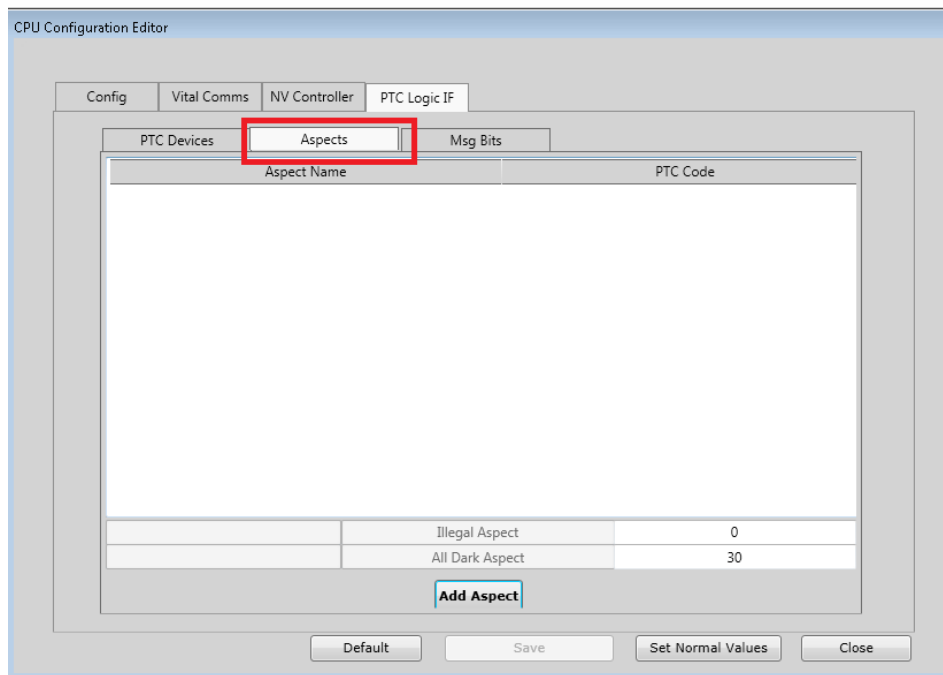 CPU Configuration Editor
Config Vital Comms NV Controller PTC Logic IF
PTC Devices Aspects Msg Bits
Aspect Name PTC Code
Illegal Aspect 0
All Dark Aspect 30
Add Aspect
Default Save Set Normal Values Close